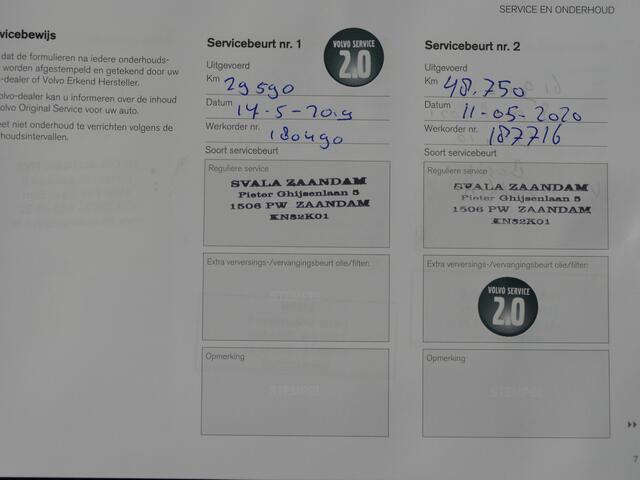 SERVICE EN ONDERHOUD
vicebewijs
dat de formulieren na iedere onderhouds-
worden afgestempeld en getekend door uw
-dealer of Volvo Erkend Hersteller.
olvo-dealer kan u informeren over de inhoud
olvo Original Service voor uw auto.
eet niet onderhoud te verrichten volgens de
houdsintervallen.
Servicebeurt nr. 1
VOLVO SERVICE
2.0
Uitgevoerd
Km 29590
Datum 14-5-2019
Werkorder nr. 180490
Soort servicebeurt
Reguliere service
SVALA ZAANDAM
Pieter Ghijsenlaan 5
1506 PW ZAANDAM
KN52K01
Extra verversings-/vervangingsbeurt olie/filter:
Opmerking
STEMPEL
Servicebeurt nr. 2
Uitgevoerd
Km 48.750
Datum 11-05-2020
Werkorder nr. 187716
Soort servicebeurt
Reguliere service
SVALA ZAANDAM
Pieter Ghijsenlaan 5
1506 PW ZAANDAM
KN52K01
Extra verversings-/vervangingsbeurt olie/filter:
VOLVO SERVICE
2.0
Opmerking
STEMPEL
7